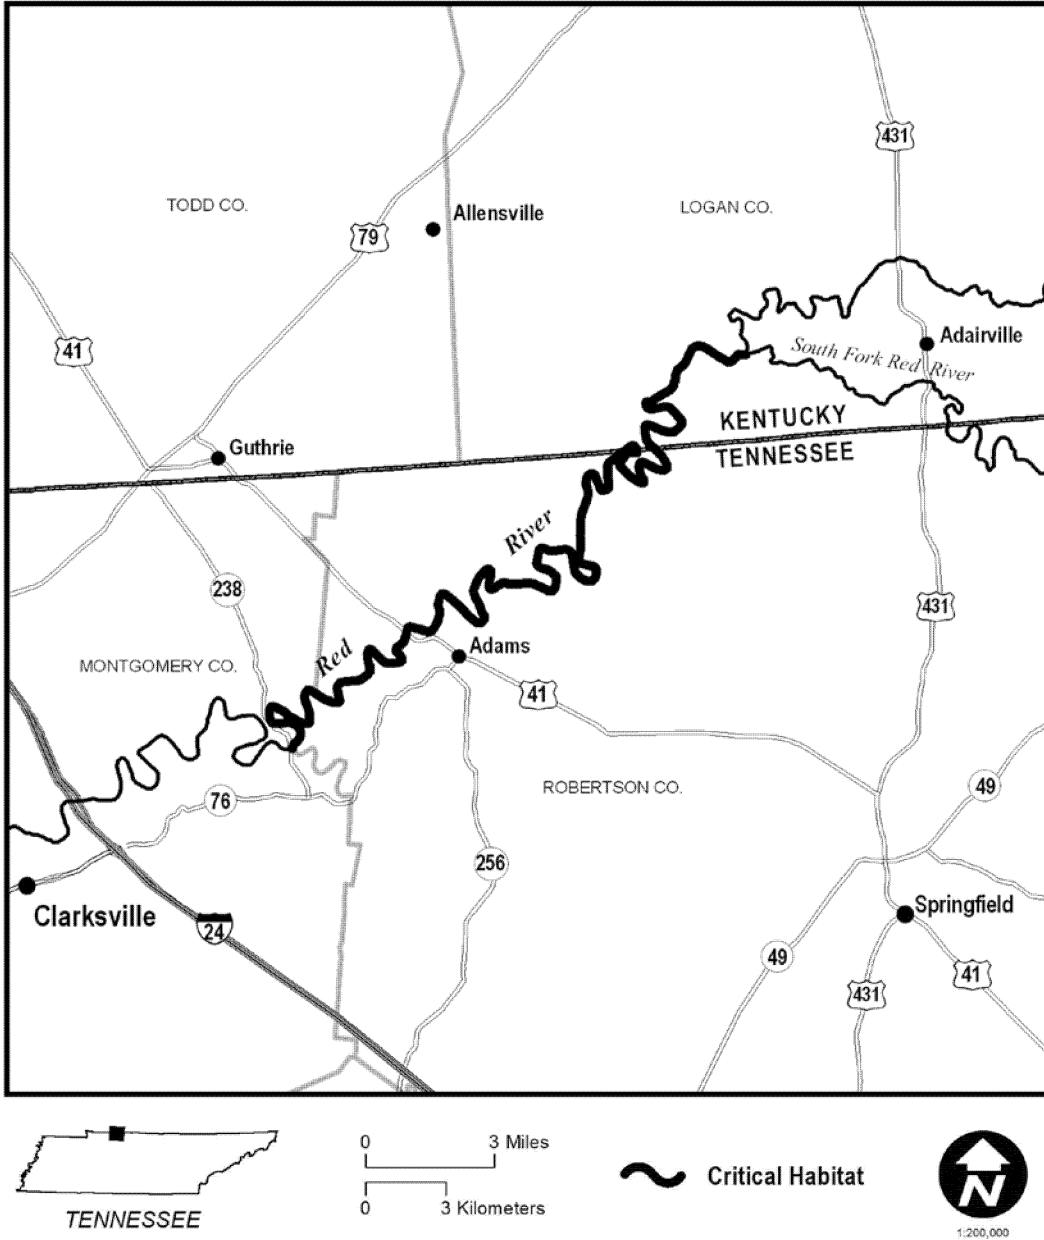 431
TODD CO.
Allensville
LOGAN CO.
79
41
Adairville
South Fork Red River
KENTUCKY
TENNESSEE
Guthrie
River
238
431
Adams
Red
MONTGOMERY CO.
41
ROBERTSON CO.
49
76
256
Clarksville
Springfield
24
49
41
431
0 3 Miles
0 3 Kilometers
TENNESSEE
Critical Habitat
N
1:200,000